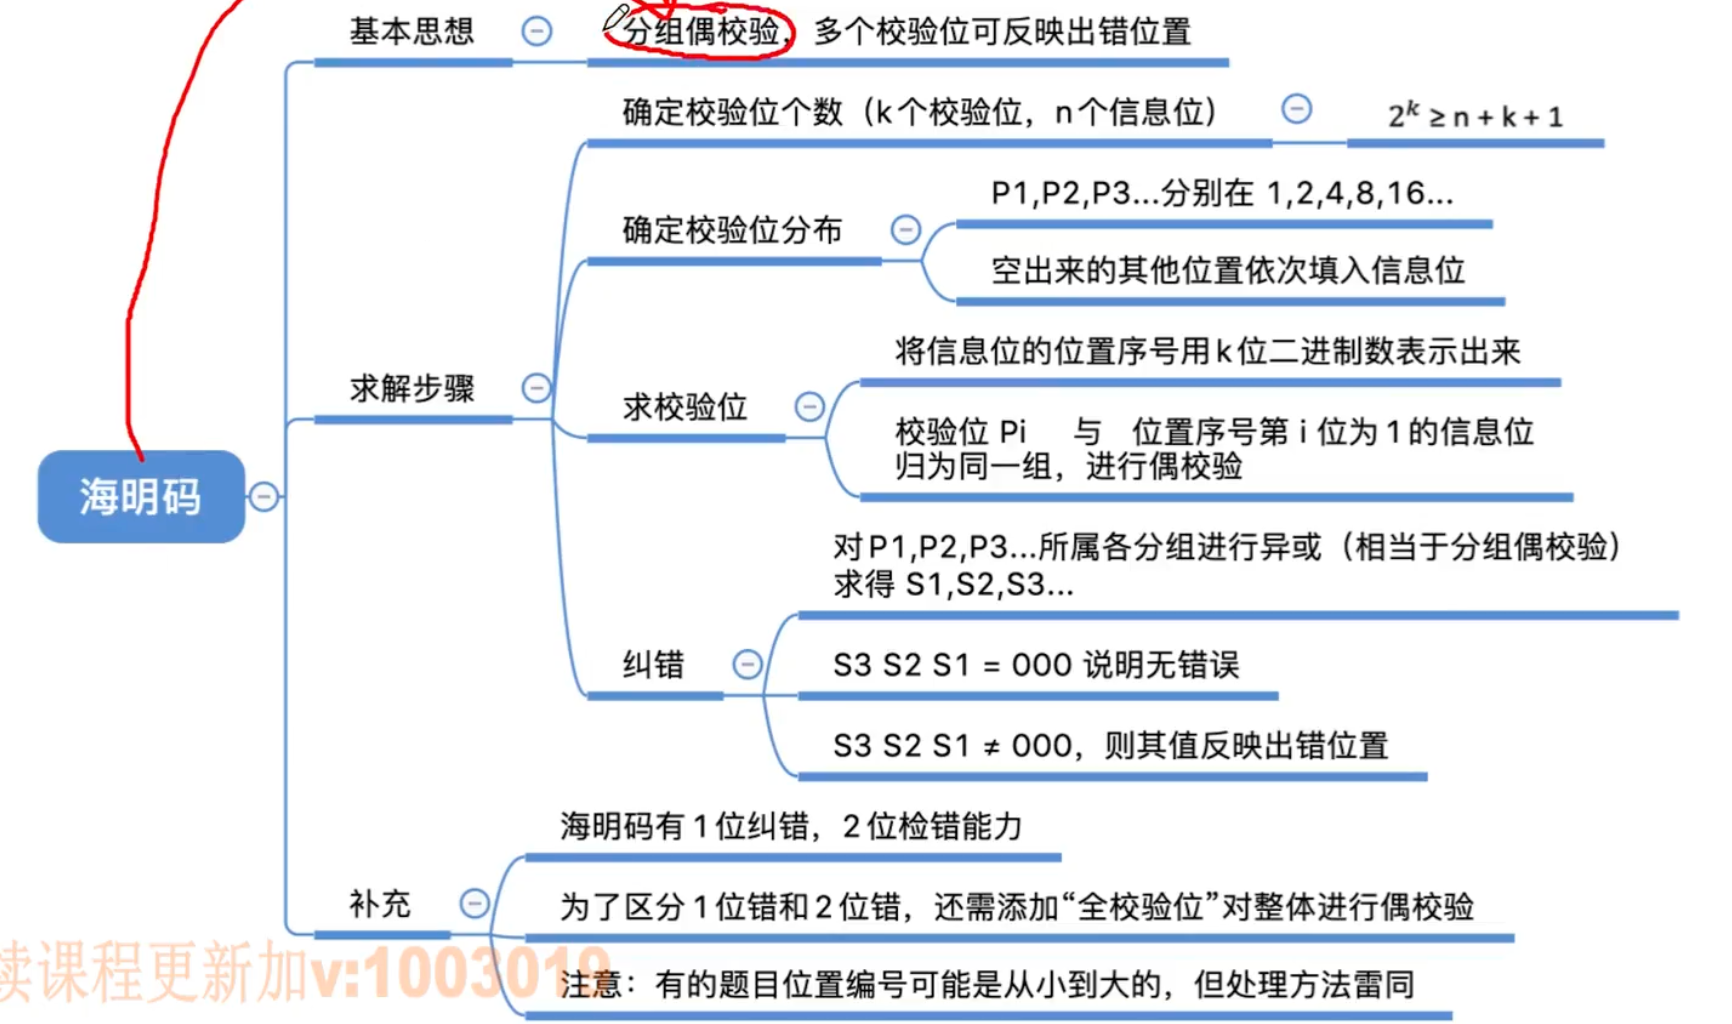 基本思想
分组偶校验，多个校验位可反映出错位置
确定校验位个数（k个校验位，n个信息位）
2^k ≥ n + k + 1
确定校验位分布
P1,P2,P3...分别在 1,2,4,8,16...
空出来的其他位置依次填入信息位
求解步骤
求校验位
将信息位的位置序号用k位二进制数表示出来
校验位 Pi 与 位置序号第 i 位为 1 的信息位
归为同一组，进行偶校验
海明码
纠错
对P1,P2,P3...所属各分组进行异或（相当于分组偶校验）
求得 S1,S2,S3...
S3 S2 S1 = 000 说明无错误
S3 S2 S1 ≠ 000，则其值反映出错位置
补充
海明码有 1 位纠错，2 位检错能力
为了区分 1 位错和 2 位错，还需添加“全校验位”对整体进行偶校验
注意：有的题目位置编号可能是从小到大的，但处理方法雷同
续课程更新加v:1003019